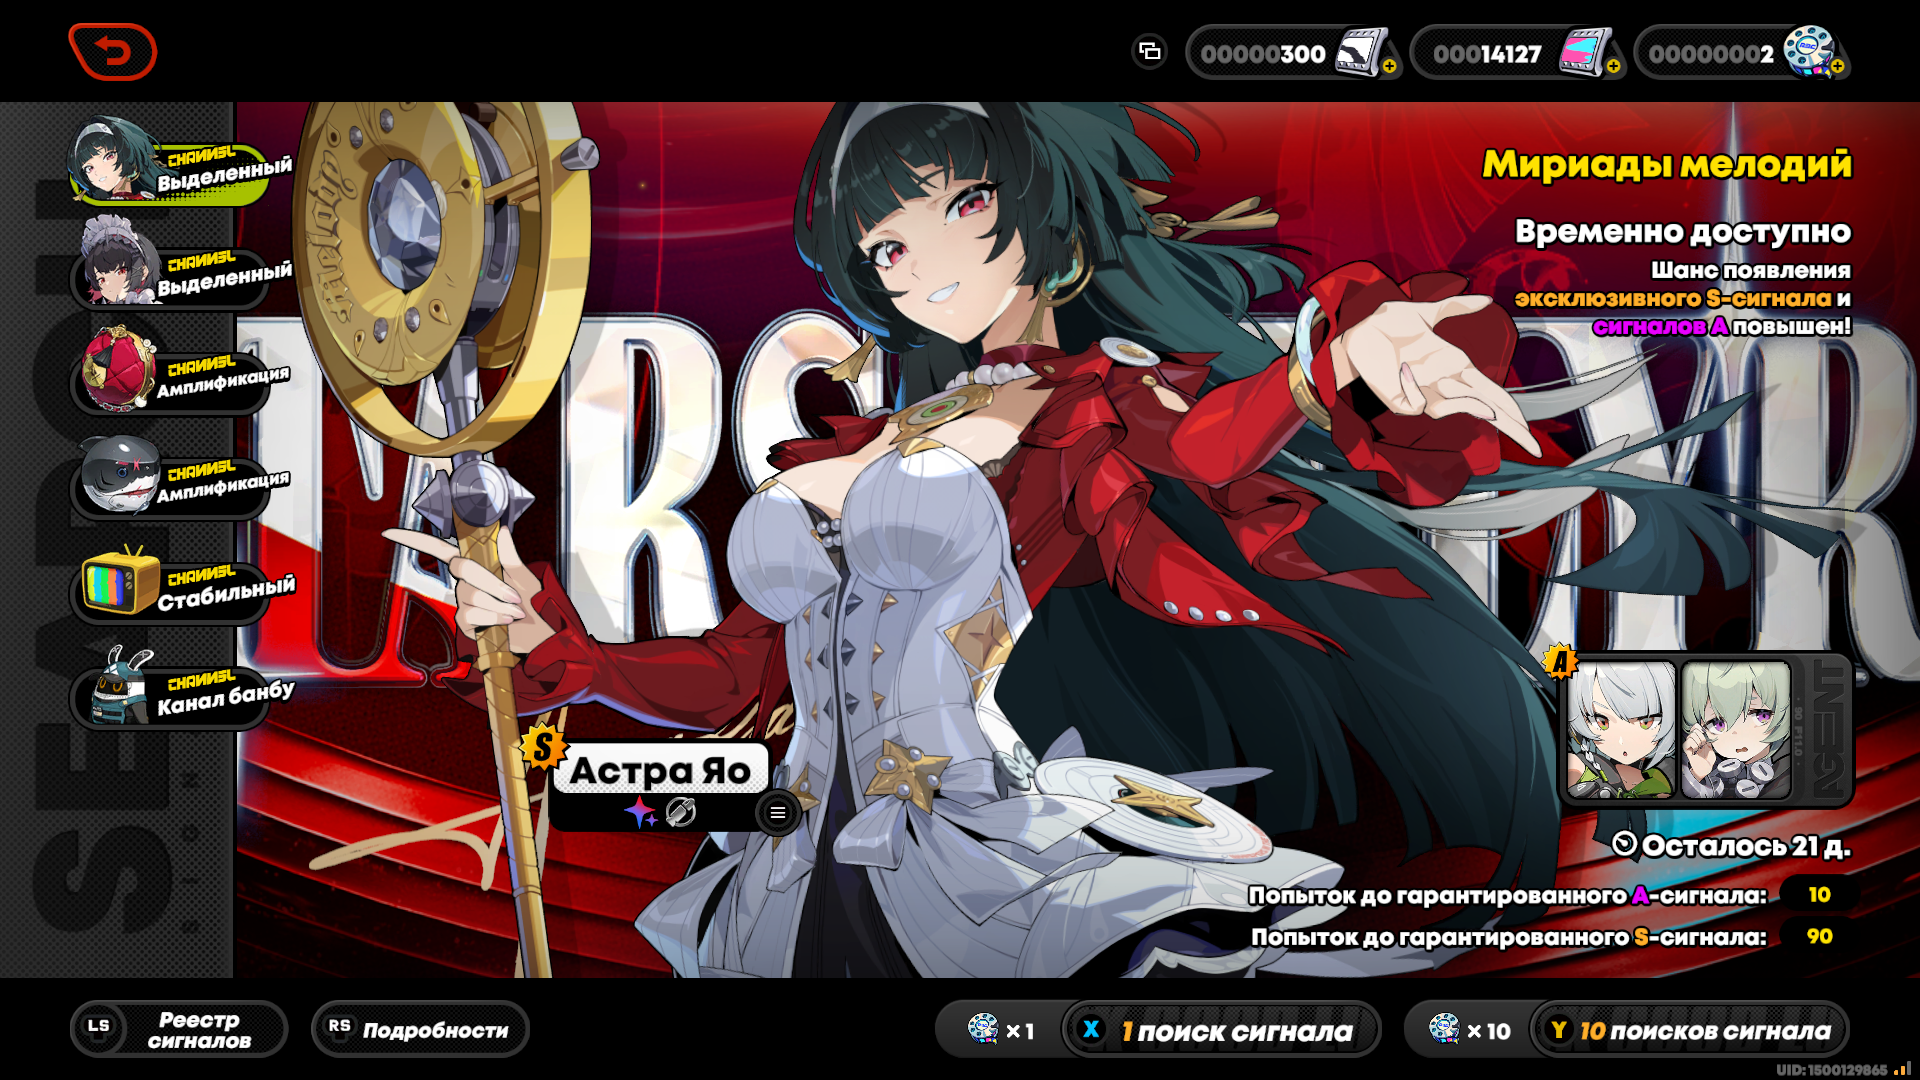 00000300
00014127
00000002
CHANNEL
Выделенный
CHANNEL
Выделенный
CHANNEL
Амплификация
CHANNEL
Амплификация
CHANNEL
Стабильный
CHANNEL
Канал банбу
Мириады мелодий
Временно доступно
Шанс появления
эксклюзивного S-сигнала и
сигналов A повышен!
S
Астра Яо
A
AGENT
Осталось 21 д.
Попыток до гарантированного A-сигнала: 10
Попыток до гарантированного S-сигнала: 90
LS
Реестр
сигналов
RS
Подробности
× 1
X
1 поиск сигнала
× 10
Y
10 поисков сигнала
UID: 1500129865